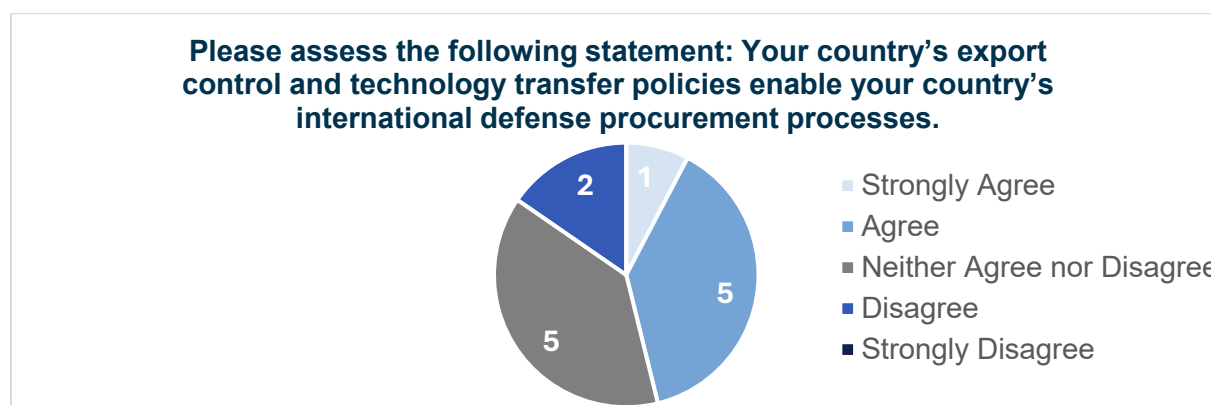 Please assess the following statement: Your country’s export
control and technology transfer policies enable your country’s
international defense procurement processes.
2
1
5
5
Strongly Agree
Agree
Neither Agree nor Disagree
Disagree
Strongly Disagree